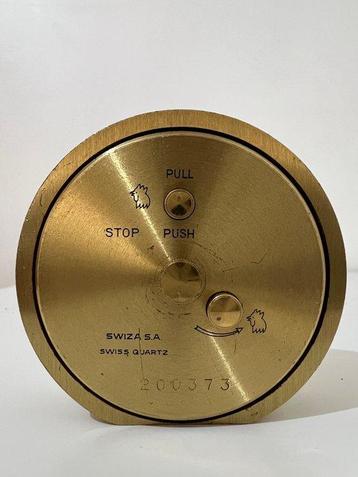 PULL
STOP PUSH
SWIZA S.A
SWISS QUARTZ
200373